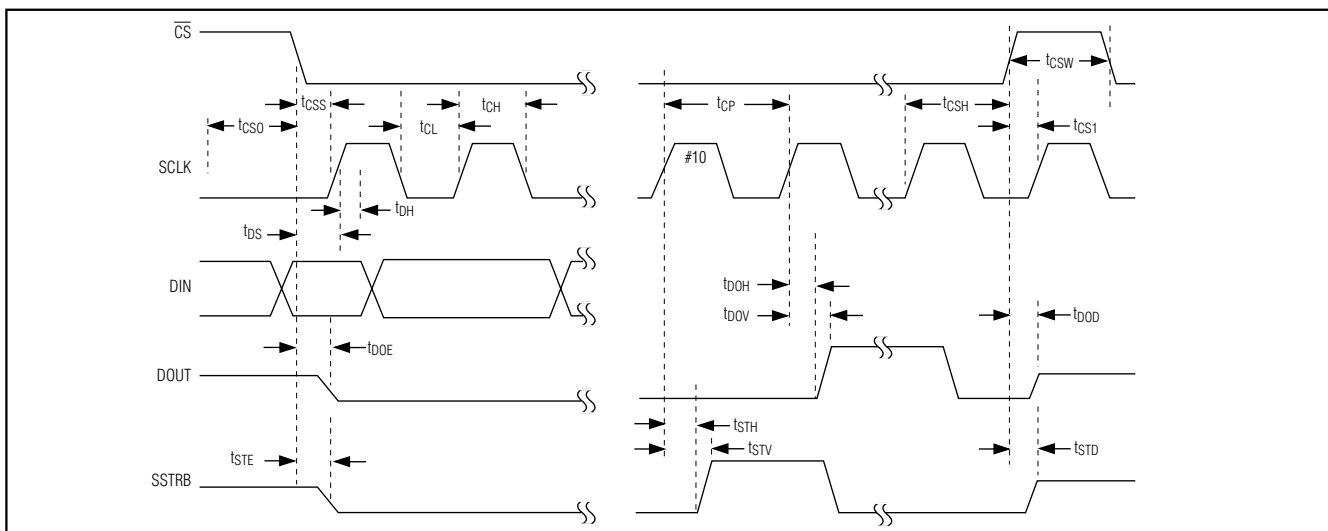 CS
tCSW
tCSS
tCH
tCP
tCSH
tCSO
tCL
tCS1
SCLK
#10
tDH
tDS
DIN
tDOH
tDOV
tDOD
tDOE
DOUT
tSTH
tSTV
tSTE
tSTD
SSTRB